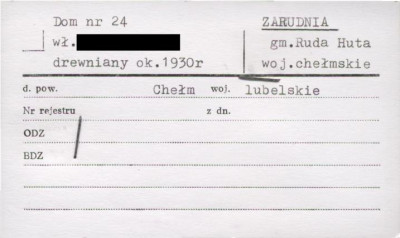 Dom nr 24
wł.
drewniany ok.1930r
ZARUDNIA
gm.Ruda Huta
woj.chełmskie
d. pow. Chełm woj. lubelskie
Nr rejestru z dn.
ODZ
BDZ